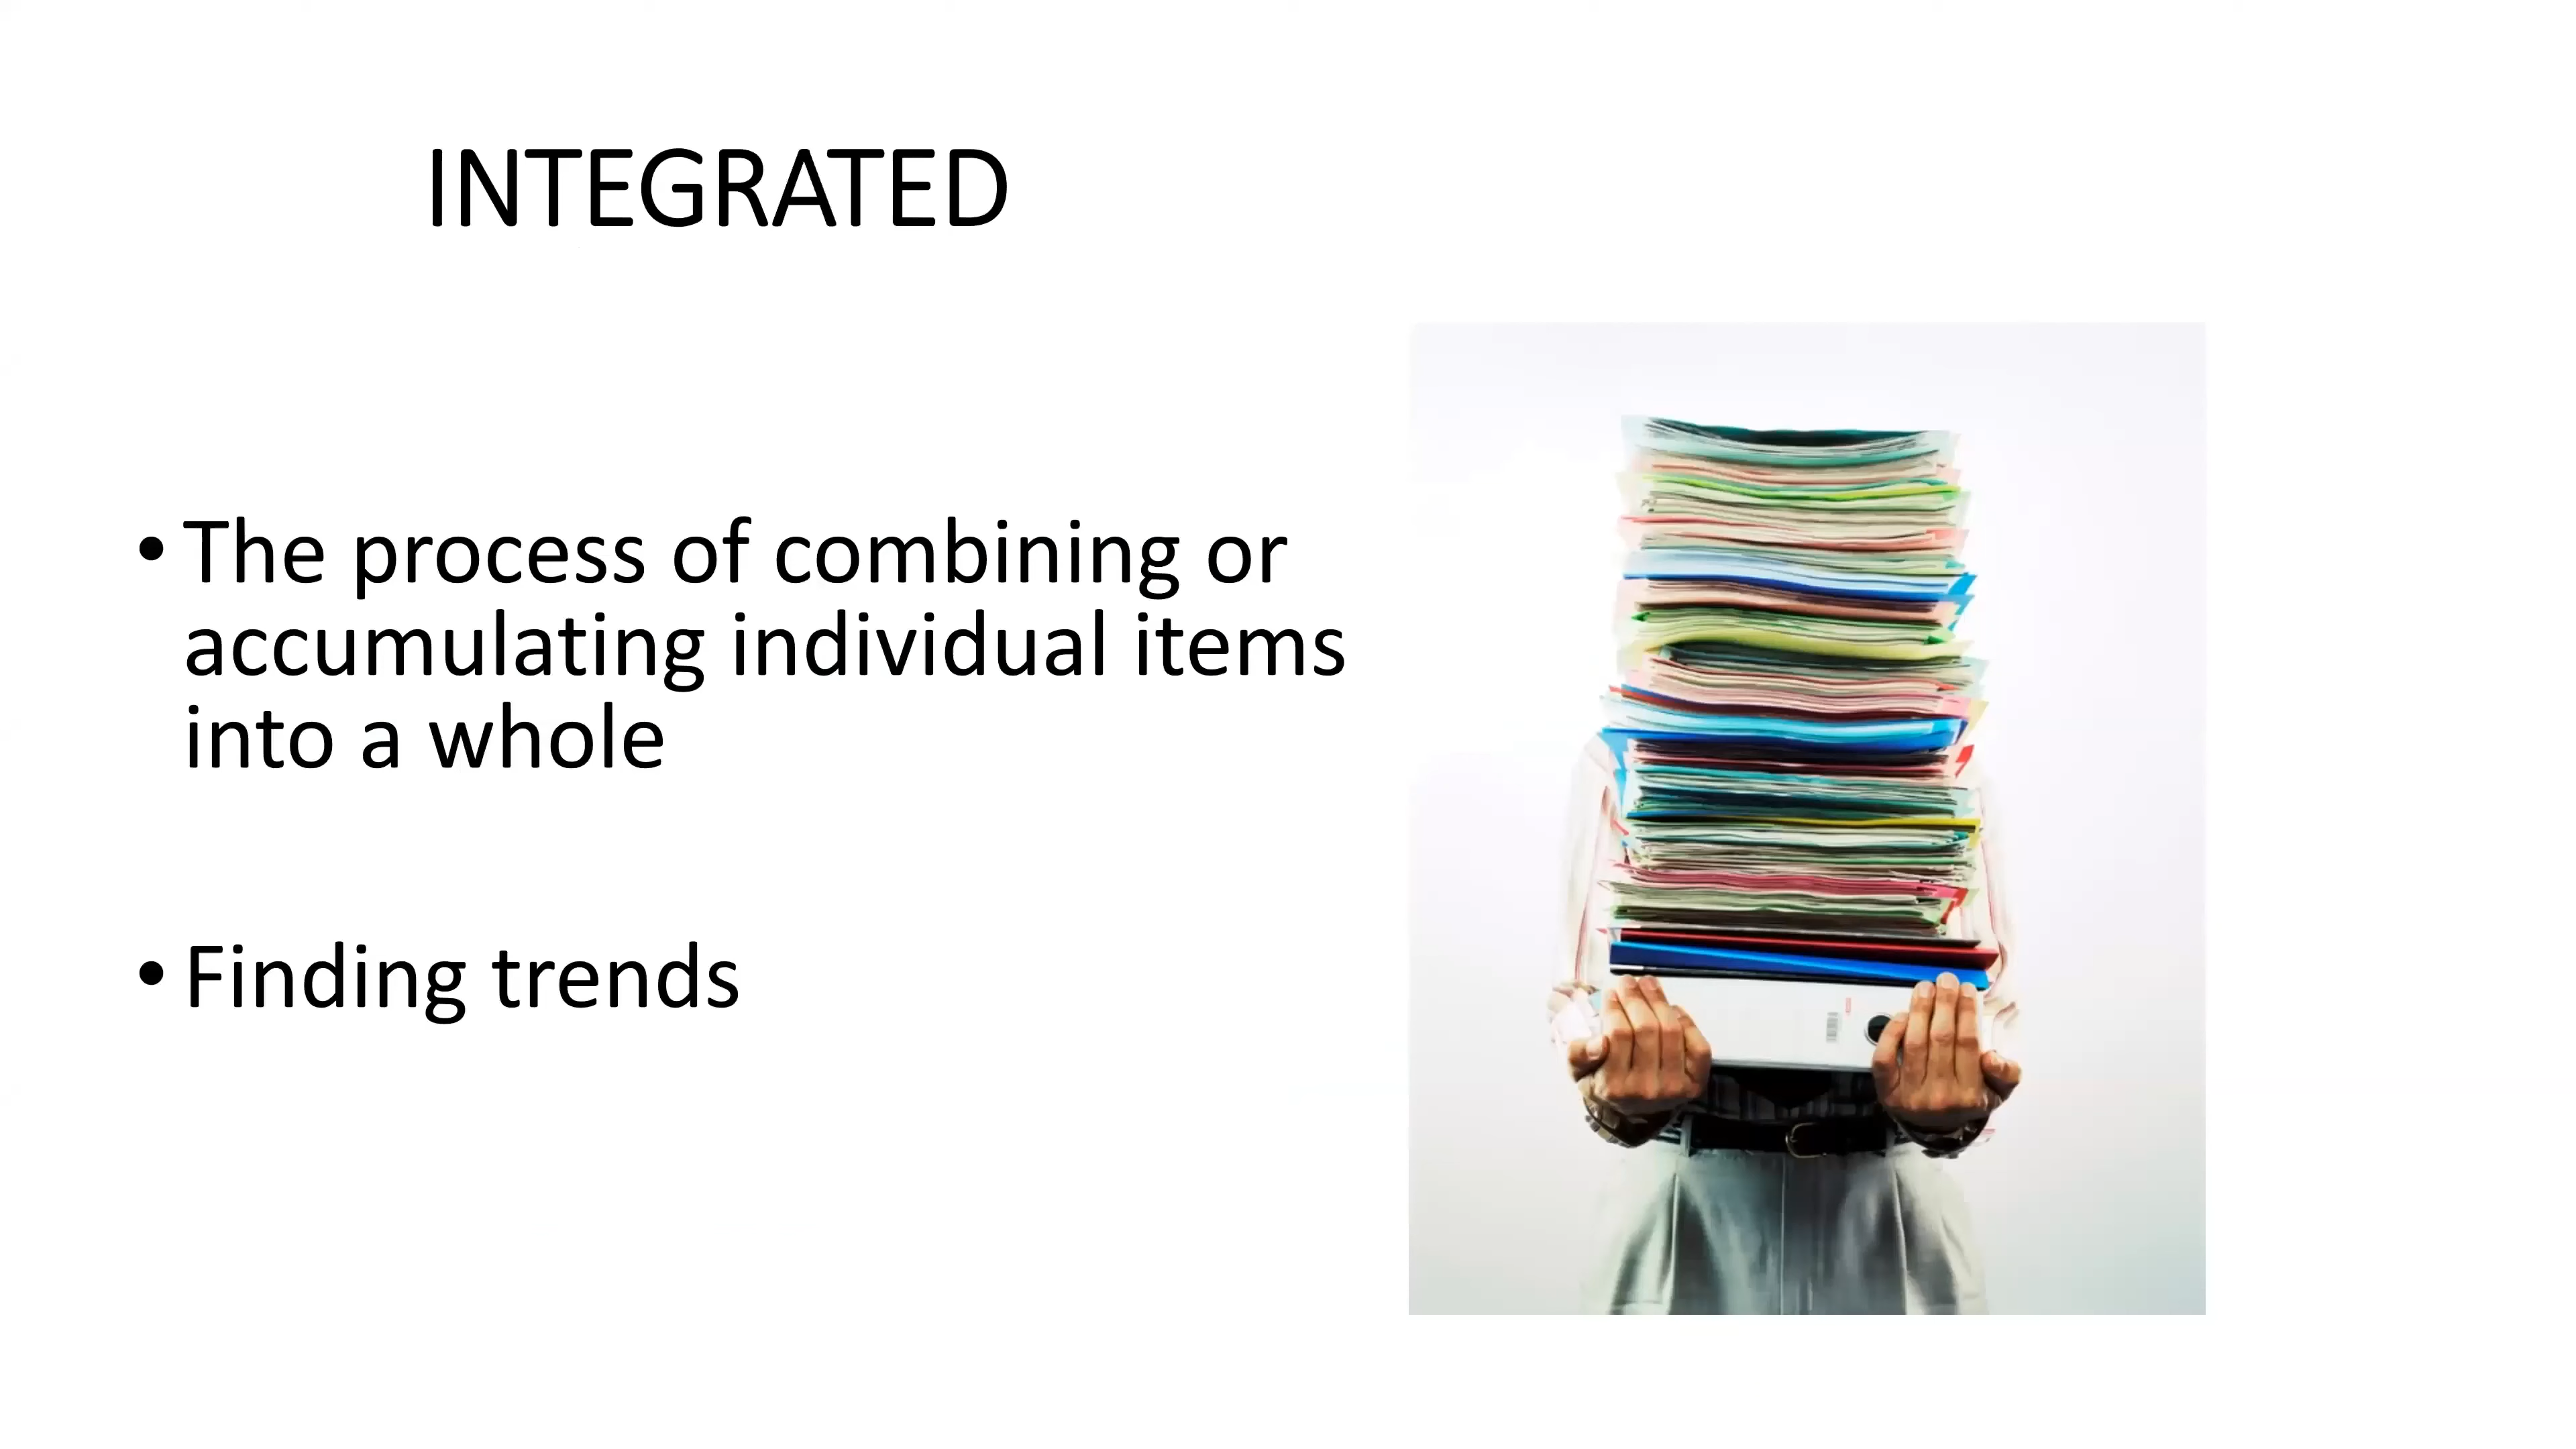 INTEGRATED
• The process of combining or
accumulating individual items
into a whole
• Finding trends